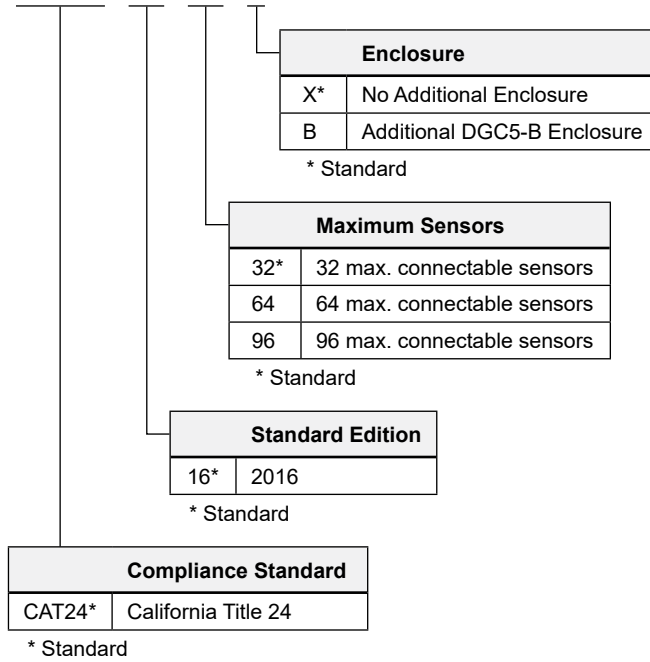 Enclosure
X* No Additional Enclosure
B Additional DGC5-B Enclosure
* Standard
Maximum Sensors
32* 32 max. connectable sensors
64 64 max. connectable sensors
96 96 max. connectable sensors
* Standard
Standard Edition
16* 2016
* Standard
Compliance Standard
CAT24* California Title 24
* Standard